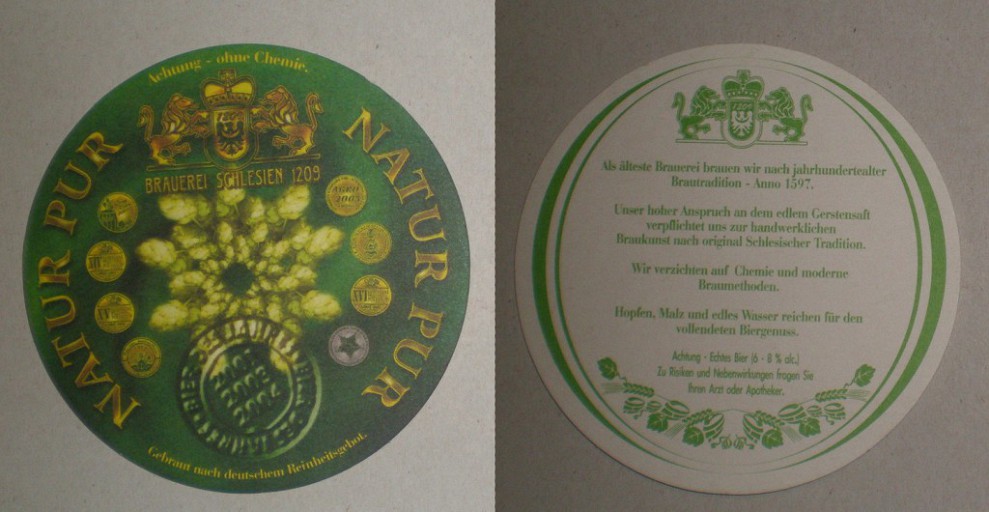 Achtung - ohne Chemie.
NATUR PUR
NATUR PUR
BRAUEREI SCHLESIEN 1209
BIER DES JAHRES
2001
2003
2004
Gebraut nach deutschem Reinheitsgebot.
Als älteste Brauerei brauen wir nach jahrhundertealter
Brautradition - Anno 1597.
Unser hoher Anspruch an dem edlem Gerstensaft
verpflichtet uns zur handwerklichen
Braukunst nach original Schlesischer Tradition.
Wir verzichten auf Chemie und moderne
Braumethoden.
Hopfen, Malz und edles Wasser reichen für den
vollendeten Biergenuss.
Achtung - Echtes Bier (6 - 8 % alc.)
Zu Risiken und Nebenwirkungen fragen Sie
Ihren Arzt oder Apotheker.